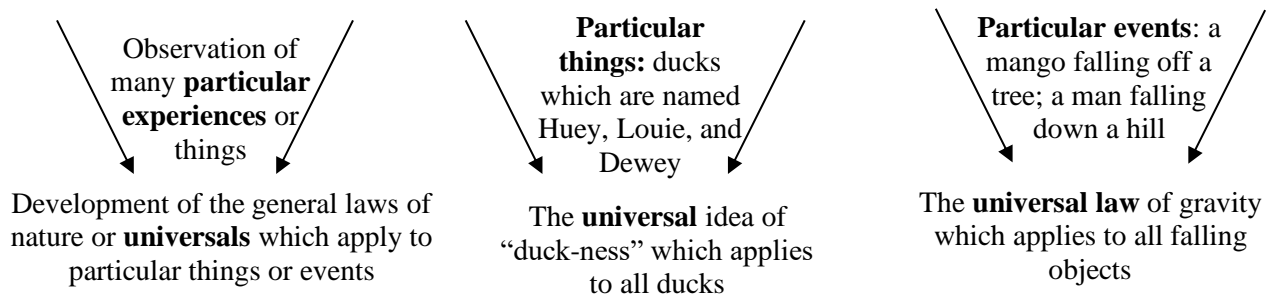 Observation of
many particular
experiences or
things
Development of the general laws of
nature or universals which apply to
particular things or events
Particular
things: ducks
which are named
Huey, Louie, and
Dewey
The universal idea of
“duck-ness” which applies
to all ducks
Particular events: a
mango falling off a
tree; a man falling
down a hill
The universal law of gravity
which applies to all falling
objects